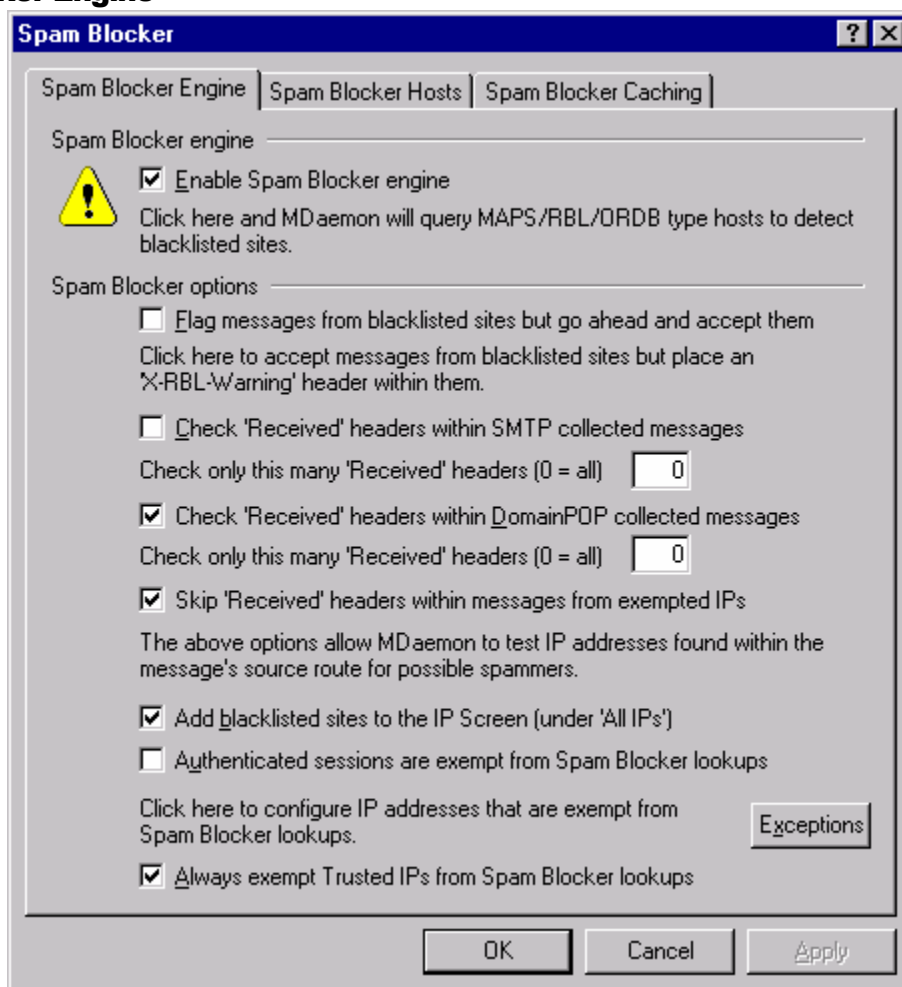 Spam Blocker
Spam Blocker Engine
Spam Blocker Hosts
Spam Blocker Caching
Spam Blocker engine
Enable Spam Blocker engine
Click here and MDaemon will query MAPS/RBL/ORDB type hosts to detect
blacklisted sites.
Spam Blocker options
Flag messages from blacklisted sites but go ahead and accept them
Click here to accept messages from blacklisted sites but place an
'X-RBL-Warning' header within them.
Check 'Received' headers within SMTP collected messages
Check only this many 'Received' headers (0 = all) 0
Check 'Received' headers within DomainPOP collected messages
Check only this many 'Received' headers (0 = all) 0
Skip 'Received' headers within messages from exempted IPs
The above options allow MDaemon to test IP addresses found within the
message's source route for possible spammers.
Add blacklisted sites to the IP Screen (under 'All IPs')
Authenticated sessions are exempt from Spam Blocker lookups
Click here to configure IP addresses that are exempt from
Spam Blocker lookups.
Exceptions
Always exempt Trusted IPs from Spam Blocker lookups
OK
Cancel
Apply